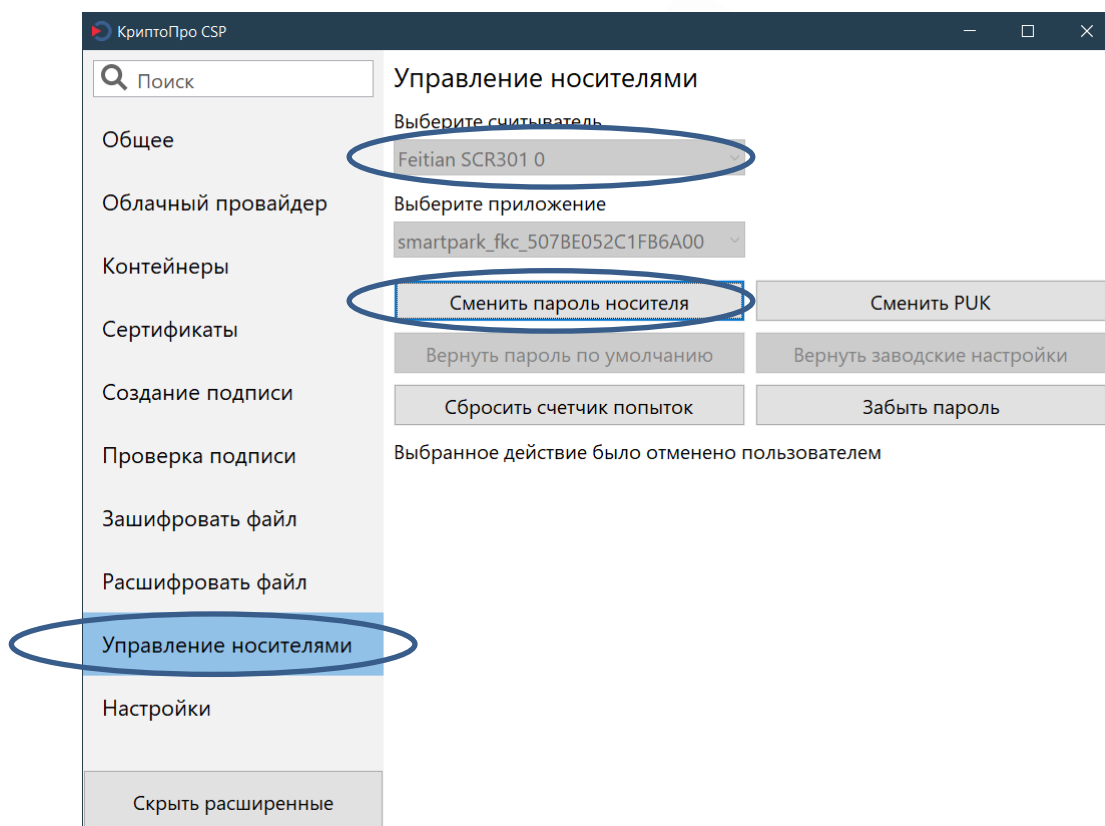 КриптоПро CSP
Поиск
Общее
Облачный провайдер
Контейнеры
Сертификаты
Создание подписи
Проверка подписи
Зашифровать файл
Расшифровать файл
Управление носителями
Настройки
Скрыть расширенные
Управление носителями
Выберите считыватель
Feitian SCR301 0
Выберите приложение
smartpark_fkc_507BE052C1FB6A00
Сменить пароль носителя
Сменить PUK
Вернуть пароль по умолчанию
Вернуть заводские настройки
Сбросить счетчик попыток
Забыть пароль
Выбранное действие было отменено пользователем